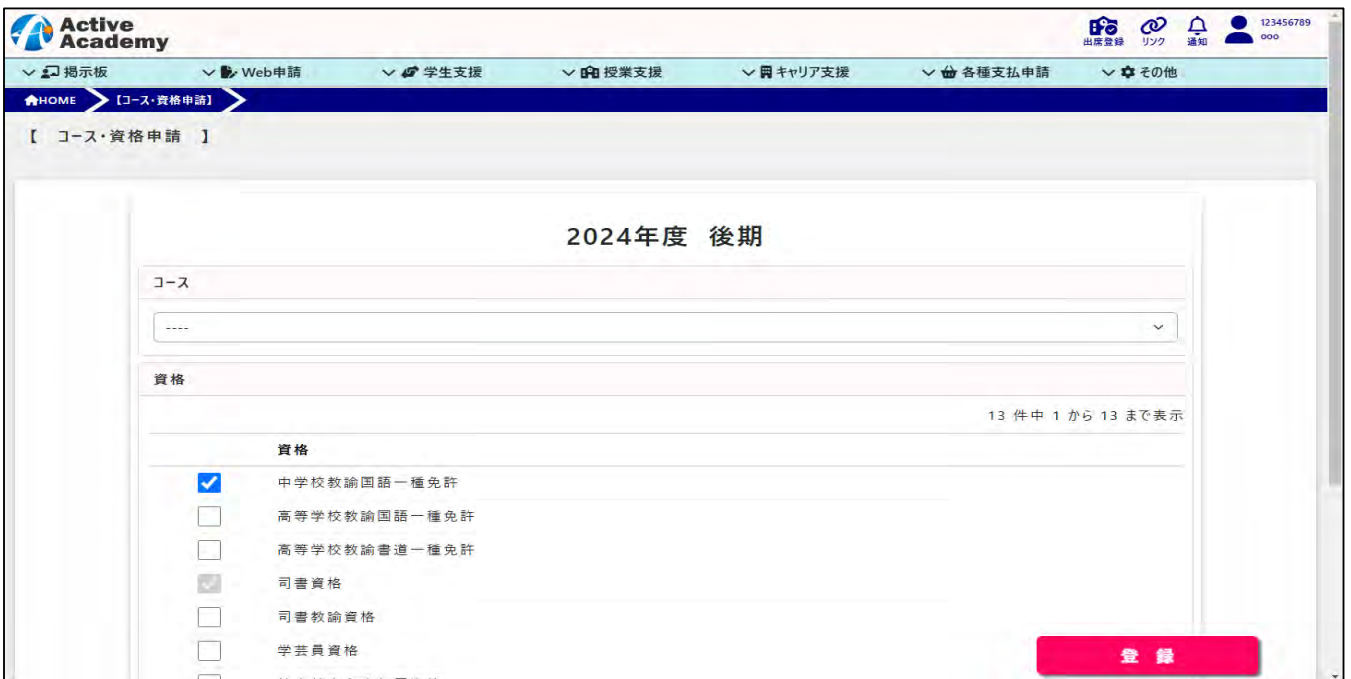 Active
Academy
出席登録 リンク 通知 123456789
ooo
掲示板 Web申請 学生支援 授業支援 キャリア支援 各種支払申請 その他
HOME 【コース・資格申請】
【 コース・資格申請 】
2024年度 後期
コース
----
資格
13 件中 1 から 13 まで表示
資格
中学校教諭国語一種免許
高等学校教諭国語一種免許
高等学校教諭書道一種免許
司書資格
司書教諭資格
学芸員資格
登 録